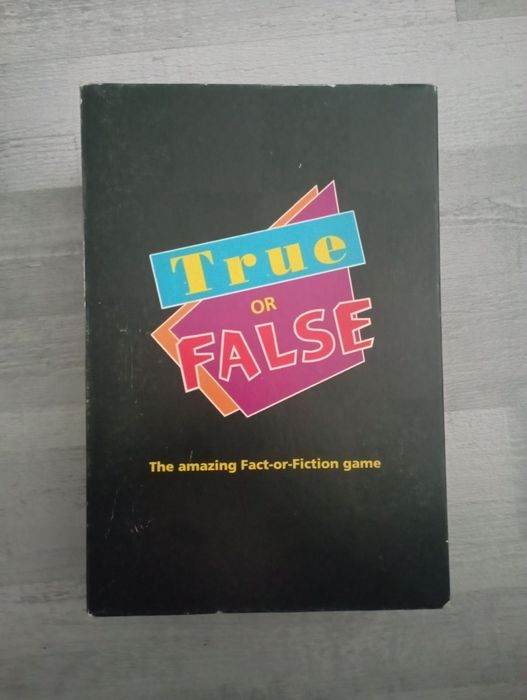 True
OR
FALSE
The amazing Fact-or-Fiction game